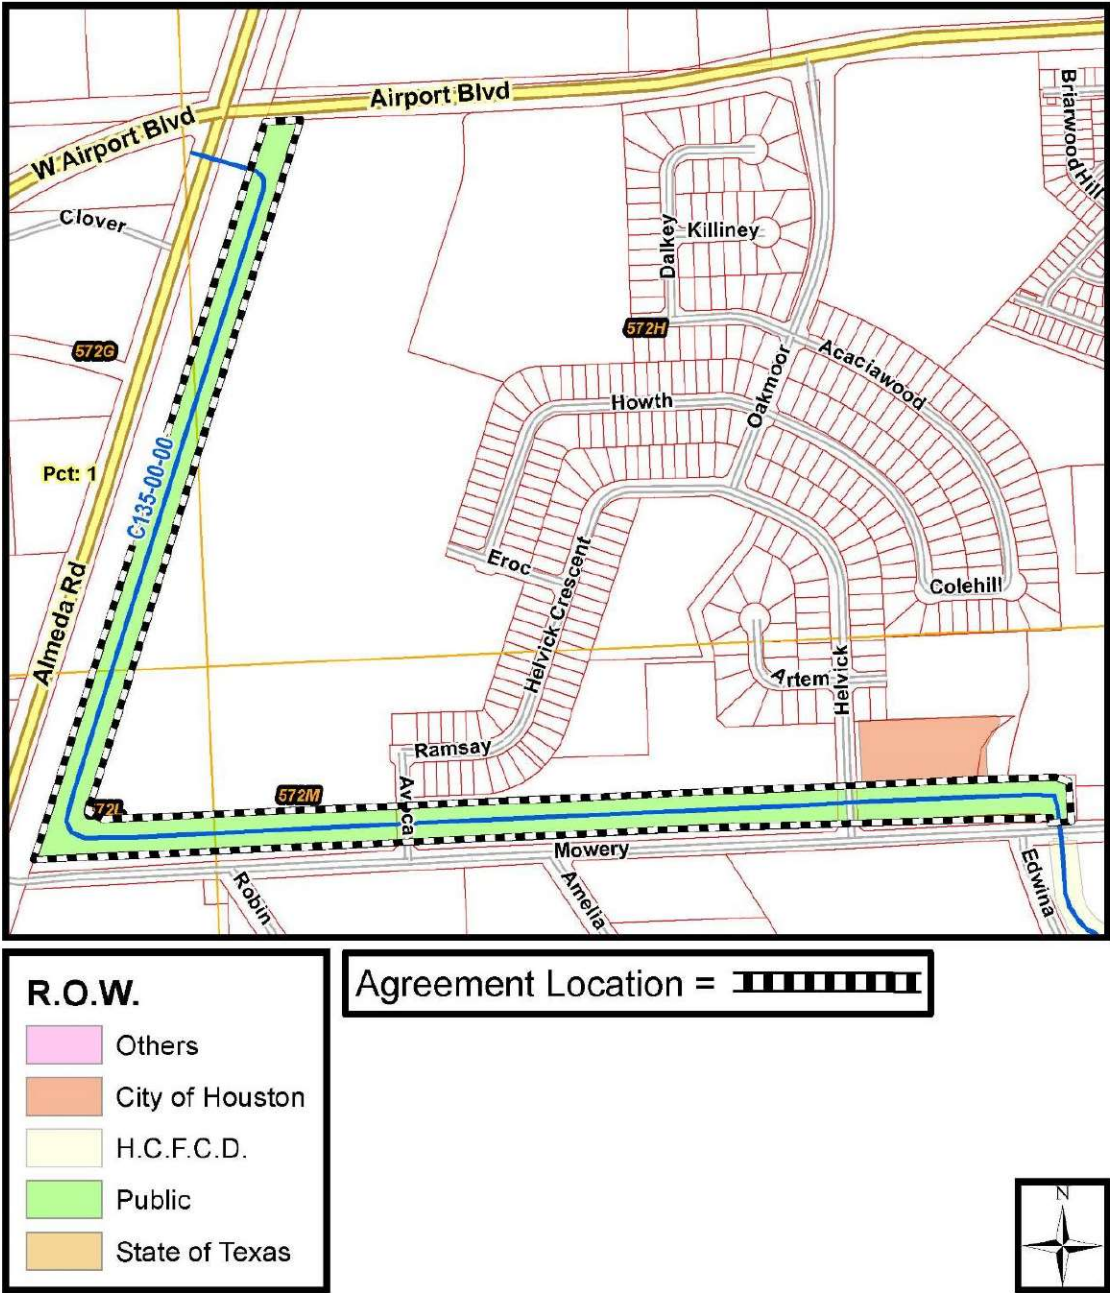 Airport Blvd
W Airport Blvd
Briarwood Hill
Clover
Dalkey
Killiney
572H
572G
Acaciawood
Oakmoor
Howth
C135-00-00
Pct: 1
Eroc
Helvick Crescent
Colehill
Almeda Rd
Artem
Helvick
Ramsay
Avoca
572L
572M
Mowery
Robin
Amelia
Edwina
R.O.W.
Others
City of Houston
H.C.F.C.D.
Public
State of Texas
Agreement Location =
N